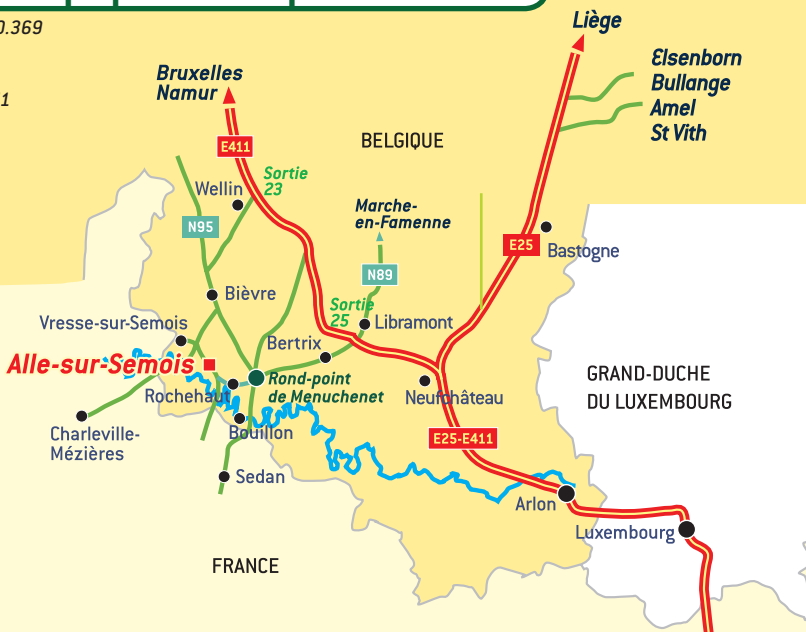 0.369
1
Liège
Elsenborn
Bullange
Amel
St Vith
Bruxelles
Namur
E411
BELGIQUE
Sortie
23
Wellin
Marche-
en-Famenne
N95
E25
Bastogne
N89
Bièvre
Sortie
25
Libramont
Vresse-sur-Semois
Bertrix
Alle-sur-Semois
Rond-point
de Menuchenet
GRAND-DUCHE
DU LUXEMBOURG
Rochehaut
Neufchâteau
Bouillon
Charleville-
Mézières
E25-E411
Sedan
Arlon
Luxembourg
FRANCE